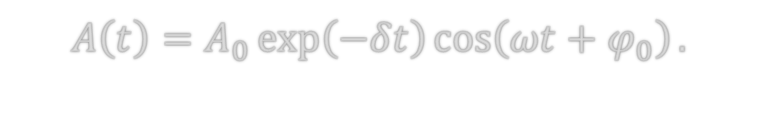 A(t) = A₀ exp(−δt) cos(ωt + φ₀).